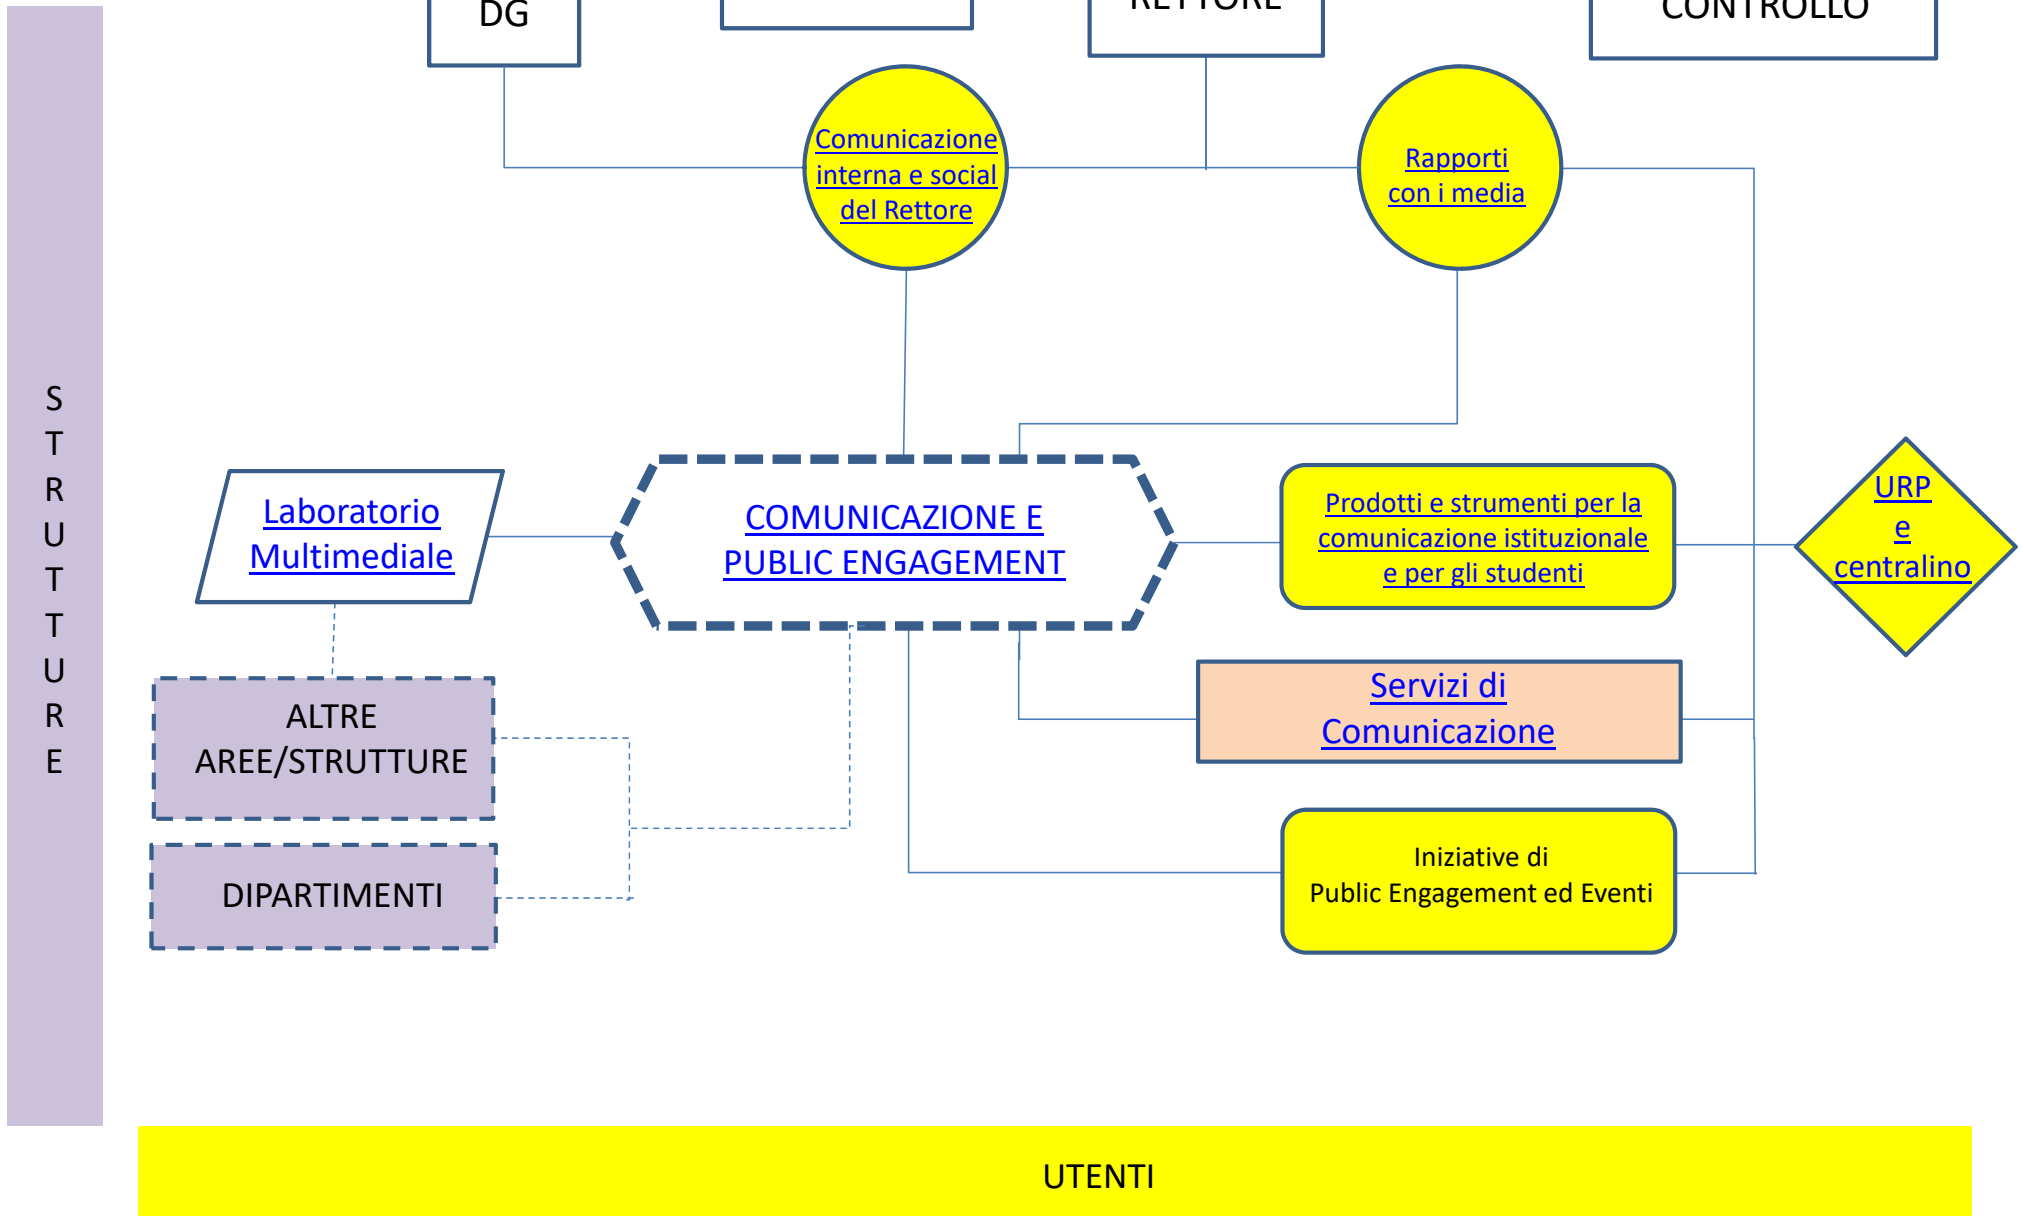 DG
RETTORE
CONTROLLO
Comunicazione
interna e social
del Rettore
Rapporti
con i media
S
T
R
U
T
T
U
R
E
Laboratorio
Multimediale
COMUNICAZIONE E
PUBLIC ENGAGEMENT
Prodotti e strumenti per la
comunicazione istituzionale
e per gli studenti
URP
e
centralino
Servizi di
Comunicazione
ALTRE
AREE/STRUTTURE
DIPARTIMENTI
Iniziative di
Public Engagement ed Eventi
UTENTI